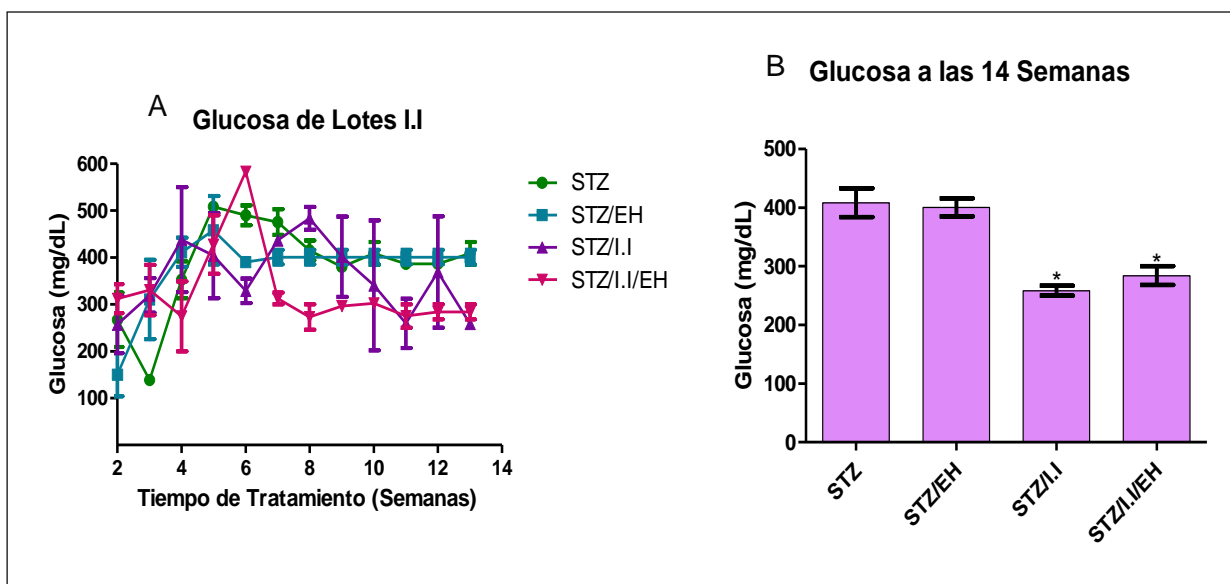 A
Glucosa de Lotes I.I
Glucosa (mg/dL)
600
500
400
300
200
100
2
4
6
8
10
12
14
Tiempo de Tratamiento (Semanas)
STZ
STZ/EH
STZ/I.I
STZ/I.I/EH
B
Glucosa a las 14 Semanas
Glucosa (mg/dL)
500
400
300
200
100
0
*
*
STZ
STZ/EH
STZ/I.I
STZ/I.I/EH